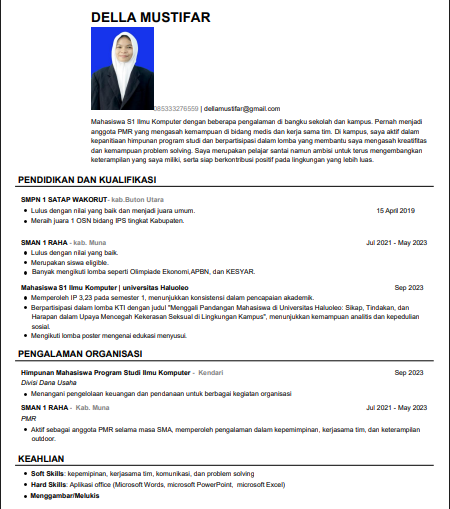 DELLA MUSTIFAR
085333276559 | dellamustifar@gmail.com
Mahasiswa S1 Ilmu Komputer dengan beberapa pengalaman di bangku sekolah dan kampus. Pernah menjadi
anggota PMR yang mengasah kemampuan di bidang medis dan kerja sama tim. Di kampus, saya aktif dalam
kepanitiaan himpunan program studi dan berpartisipasi dalam lomba yang membantu saya mengasah kreatifitas
dan kemampuan problem solving. Saya merupakan pelajar santai namun ambisi untuk terus mengembangkan
keterampilan yang saya miliki, serta siap berkontribusi positif pada lingkungan yang lebih luas.
PENDIDIKAN DAN KUALIFIKASI
SMPN 1 SATAP WAKORUT- kab.Buton Utara
• Lulus dengan nilai yang baik dan menjadi juara umum. 15 April 2019
• Meraih juara 1 OSN bidang IPS tingkat Kabupaten.
SMAN 1 RAHA - kab. Muna Jul 2021 - May 2023
• Lulus dengan nilai yang baik.
• Merupakan siswa eligible.
• Banyak mengikuti lomba seperti Olimpiade Ekonomi,APBN, dan KESYAR.
Mahasiswa S1 Ilmu Komputer | universitas Haluoleo Sep 2023
• Memperoleh IP 3,23 pada semester 1, menunjukkan konsistensi dalam pencapaian akademik.
• Berpartisipasi dalam lomba KTI dengan judul "Menggali Pandangan Mahasiswa di Universitas Haluoleo: Sikap, Tindakan, dan
Harapan dalam Upaya Mencegah Kekerasan Seksual di Lingkungan Kampus", menunjukkan kemampuan analitis dan kepedulian
sosial.
• Mengikuti lomba poster mengenai edukasi menyusui.
PENGALAMAN ORGANISASI
Himpunan Mahasiswa Program Studi Ilmu Komputer - Kendari Sep 2023
Divisi Dana Usaha
• Menangani pengelolaan keuangan dan pendanaan untuk berbagai kegiatan organisasi
SMAN 1 RAHA - Kab. Muna Jul 2021 - May 2023
PMR
• Aktif sebagai anggota PMR selama masa SMA, memperoleh pengalaman dalam kepemimpinan, kerjasama tim, dan keterampilan
outdoor.
KEAHLIAN
• Soft Skills: kepemipinan, kerjasama tim, komunikasi, dan problem solving
• Hard Skills: Aplikasi office (Microsoft Words, microsoft PowerPoint, microsoft Excel)
• Menggambar/Melukis